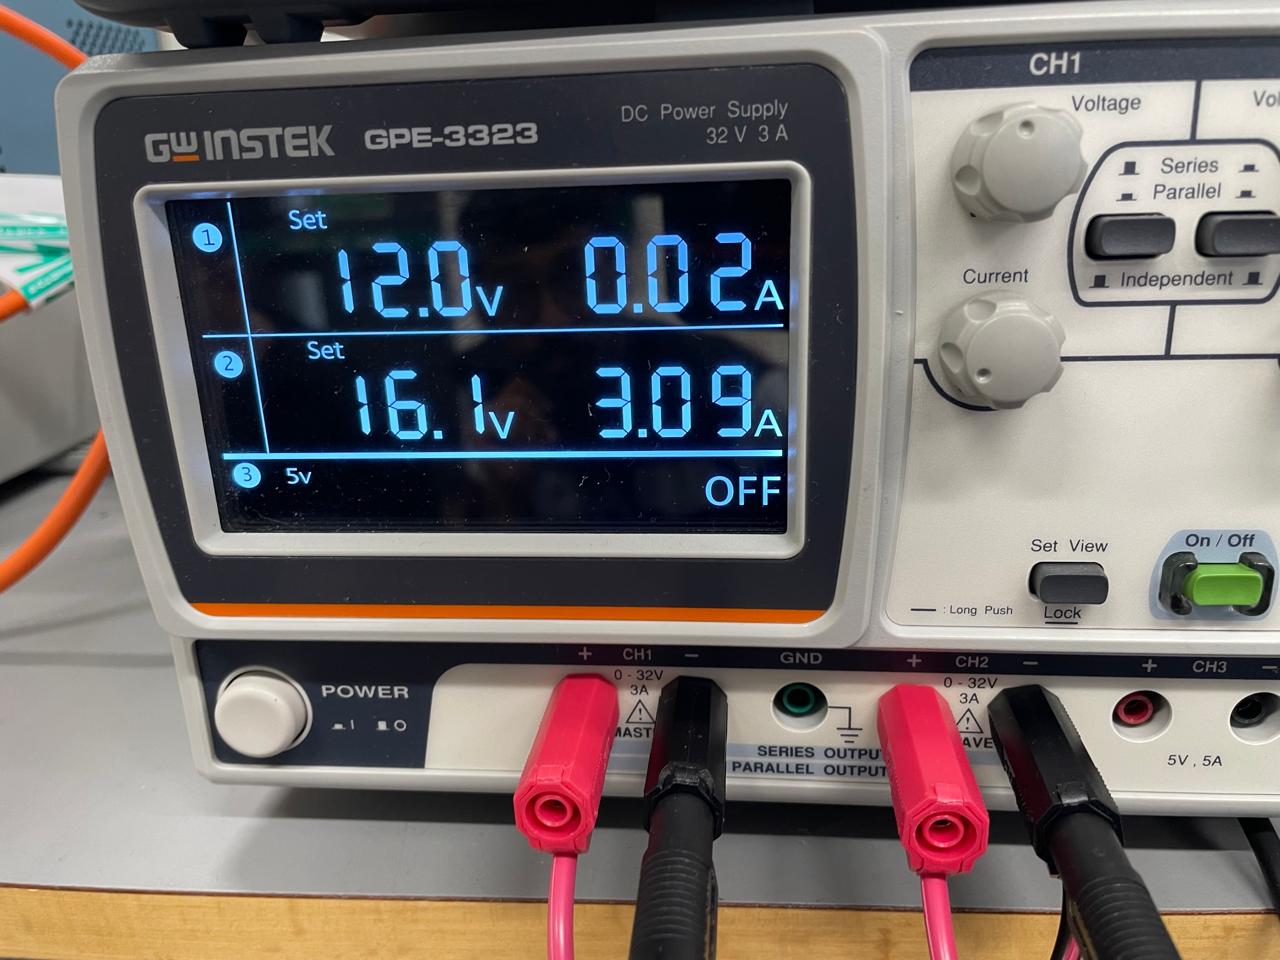 GW INSTEK GPE-3323
DC Power Supply
32 V 3 A
1 Set
12.0V 0.02A
2 Set
16.1V 3.09A
3 5v
OFF
CH1
Voltage
Series
Parallel
Independent
Current
Set View
Lock
: Long Push
On / Off
POWER
I O
+ CH1 − GND + CH2 − + CH3 −
0 - 32V
3A
0 - 32V
3A
SERIES OUTPUT
PARALLEL OUTPUT
5V , 5A